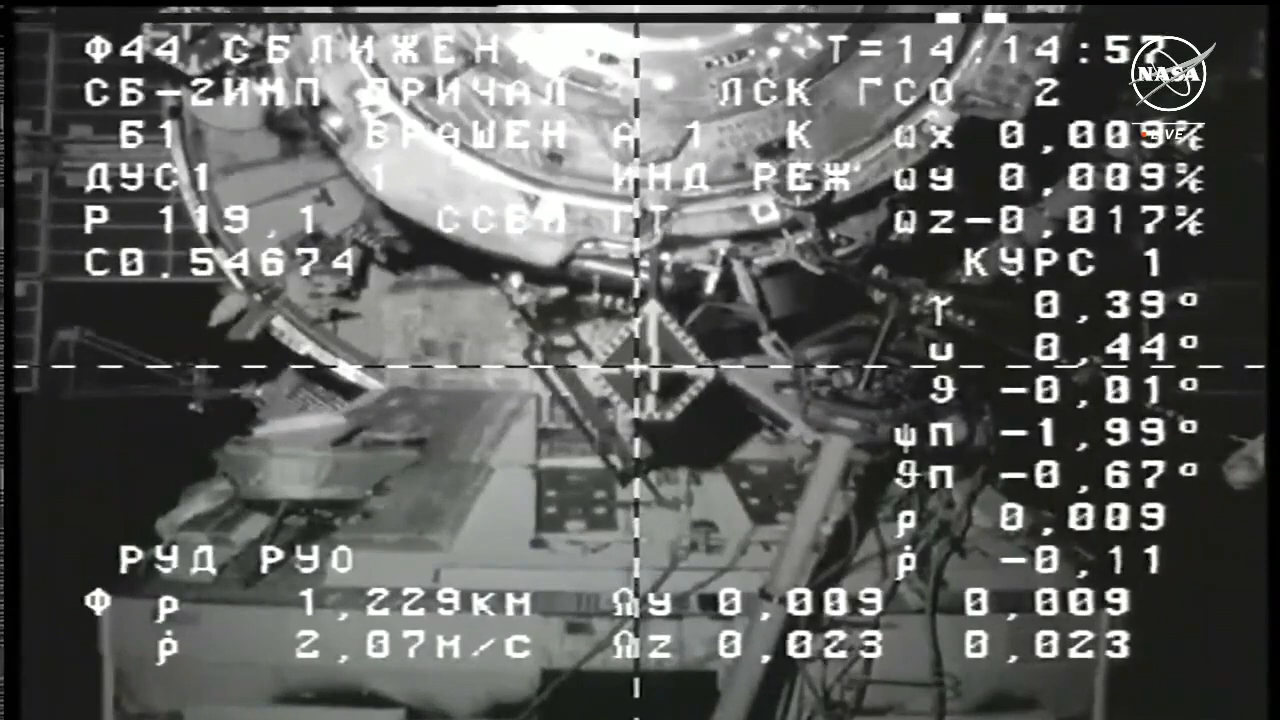 Ф44 СБЛИЖЕН T=14:14:57
NASA
СБ-2ИМП ПРИЧАЛ ЛСК ГСО 2
LIVE
Б1 ВРАШЕН А 1 К ωx 0,009%
ДУС1 1 ИНД РЕЖ ωy 0,009%
Р 119,1 ГТ ωz-0,017%
С0.54674 КУРС 1
γ 0,39°
u 0,44°
ϑ -0,01°
ψп -1,99°
ϑп -0,67°
ρ 0,009
РУД РУО ρ̇ -0,11
Ф ρ 1,229км Ωy 0,009 0,009
ρ̇ 2,07м/с Ωz 0,023 0,023